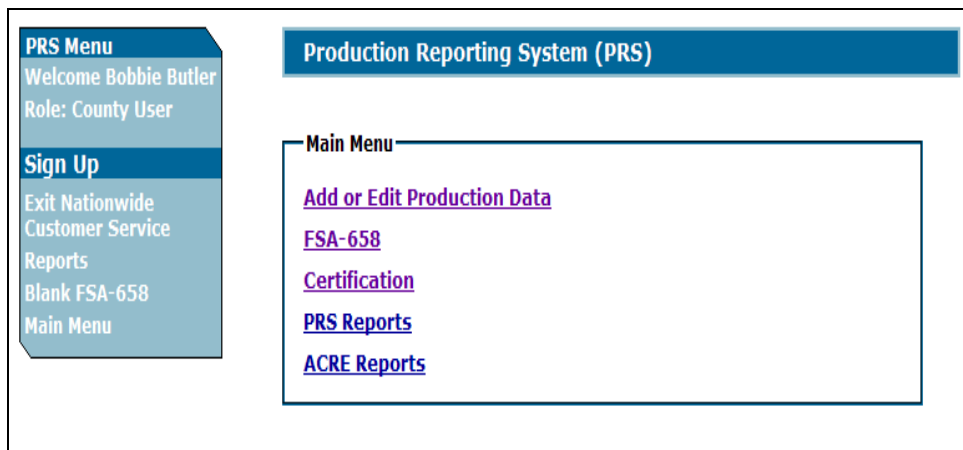 PRS Menu
Welcome Bobbie Butler
Role: County User
Sign Up
Exit Nationwide
Customer Service
Reports
Blank FSA-658
Main Menu
Production Reporting System (PRS)
Main Menu
Add or Edit Production Data
FSA-658
Certification
PRS Reports
ACRE Reports